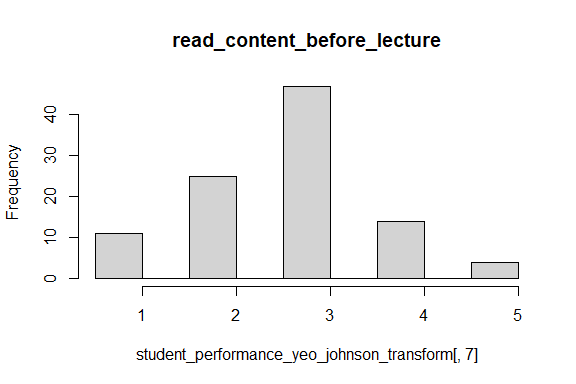 read_content_before_lecture
Frequency
40
30
20
10
0
1 2 3 4 5
student_performance_yeo_johnson_transform[, 7]